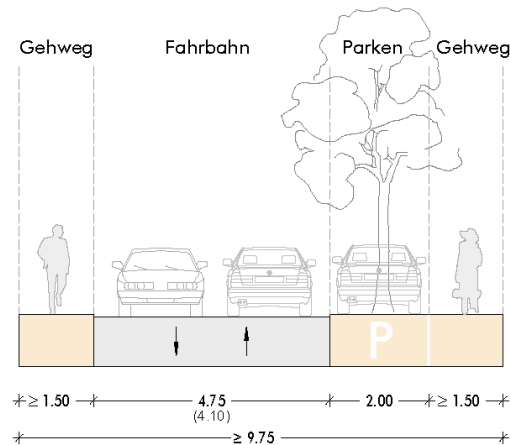 Gehweg Fahrbahn Parken Gehweg
P
≥ 1.50 4.75 2.00 ≥ 1.50
(4.10)
≥ 9.75